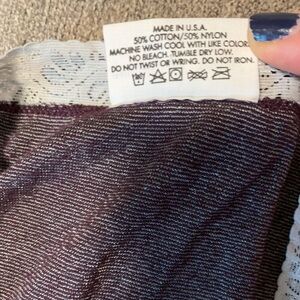 MADE IN U.S.A.
50% COTTON/50% NYLON
MACHINE WASH COOL WITH LIKE COLORS
NO BLEACH. TUMBLE DRY LOW.
DO NOT TWIST OR WRING. DO NOT IRON.